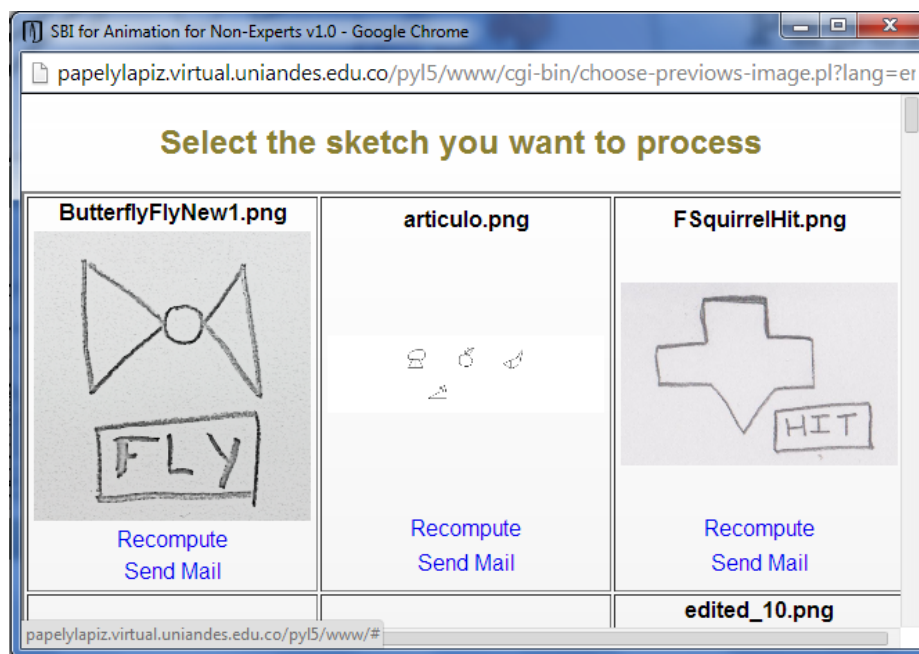 SBI for Animation for Non-Experts v1.0 - Google Chrome
papelylapiz.virtual.uniandes.edu.co/pyl5/www/cgi-bin/choose-previows-image.pl?lang=er
Select the sketch you want to process
ButterflyFlyNew1.png
articulo.png
FSquirrelHit.png
FLY
HIT
Recompute
Send Mail
Recompute
Send Mail
Recompute
Send Mail
edited_10.png
papelylapiz.virtual.uniandes.edu.co/pyl5/www/#